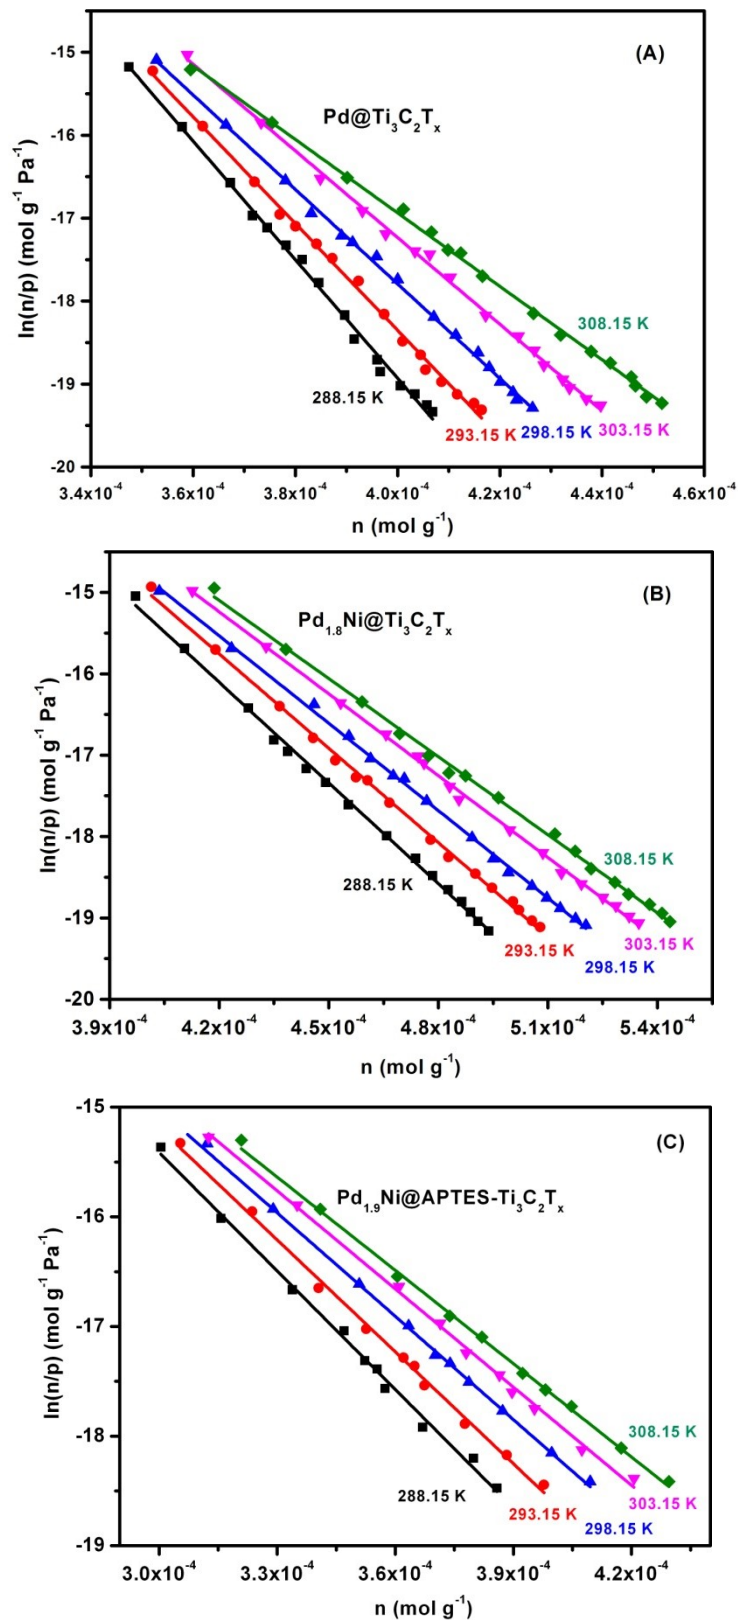 (A)
Pd@Ti₃C₂Tₓ
ln(n/p) (mol g⁻¹ Pa⁻¹)
-15
-16
-17
-18
-19
-20
308.15 K
288.15 K
293.15 K
298.15 K
303.15 K
3.4x10⁻⁴
3.6x10⁻⁴
3.8x10⁻⁴
4.0x10⁻⁴
4.2x10⁻⁴
4.4x10⁻⁴
4.6x10⁻⁴
n (mol g⁻¹)
(B)
Pd₁.₈Ni@Ti₃C₂Tₓ
ln(n/p) (mol g⁻¹ Pa⁻¹)
-15
-16
-17
-18
-19
-20
308.15 K
288.15 K
293.15 K
303.15 K
298.15 K
3.9x10⁻⁴
4.2x10⁻⁴
4.5x10⁻⁴
4.8x10⁻⁴
5.1x10⁻⁴
5.4x10⁻⁴
n (mol g⁻¹)
(C)
Pd₁.₉Ni@APTES-Ti₃C₂Tₓ
ln(n/p) (mol g⁻¹ Pa⁻¹)
-15
-16
-17
-18
-19
308.15 K
288.15 K
303.15 K
293.15 K
298.15 K
3.0x10⁻⁴
3.3x10⁻⁴
3.6x10⁻⁴
3.9x10⁻⁴
4.2x10⁻⁴
n (mol g⁻¹)